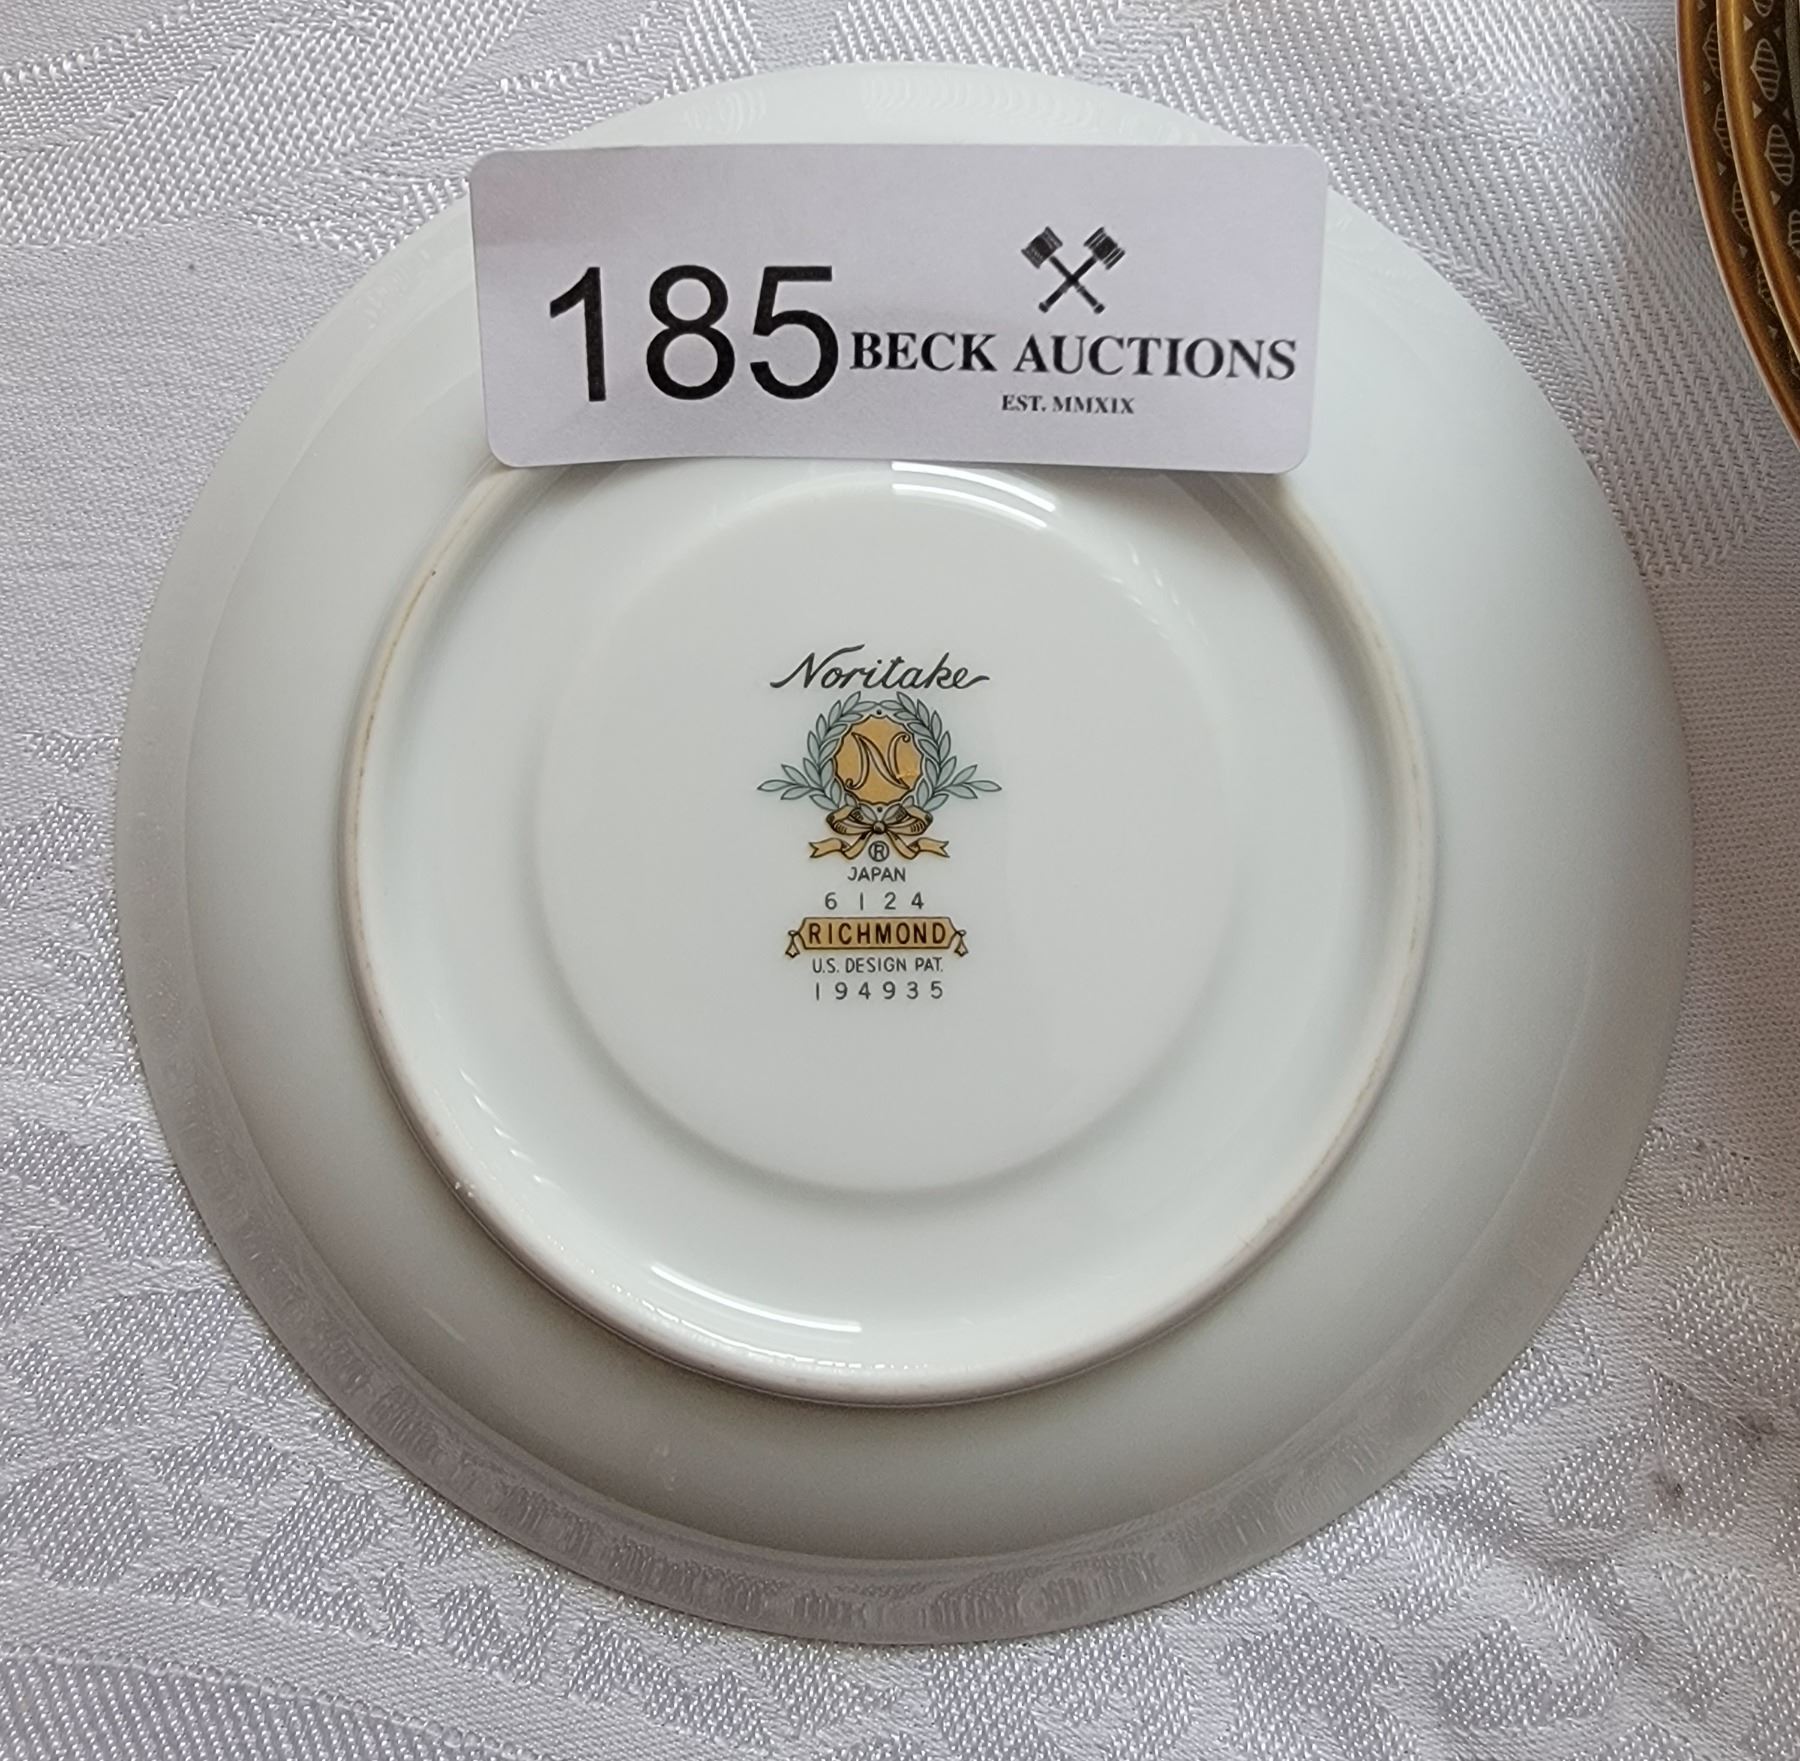 185
BECK AUCTIONS
EST. MMXIX
Noritake
N
®
JAPAN
6124
RICHMOND
U.S. DESIGN PAT.
194935